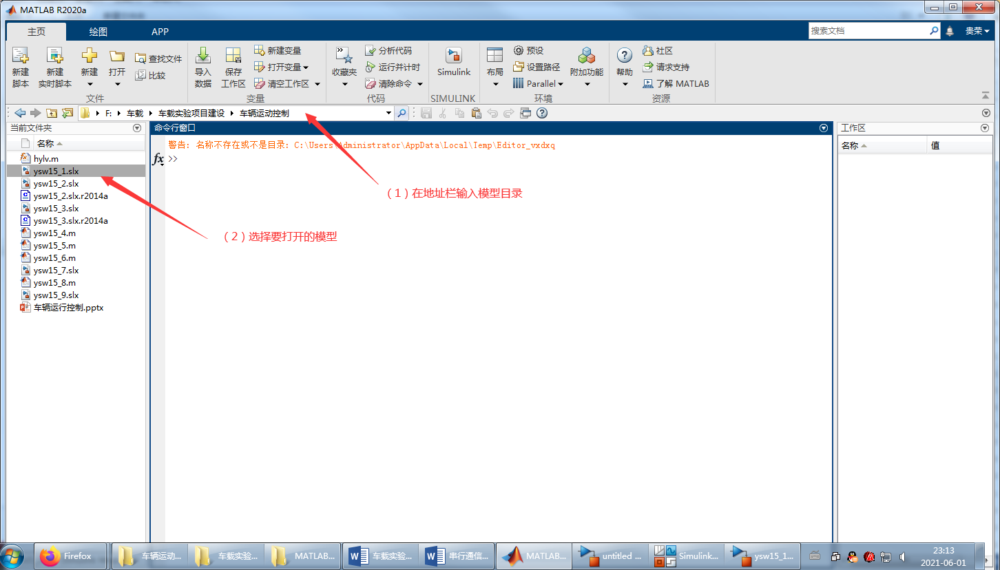 MATLAB R2020a
主页 绘图 APP
搜索文档
贵荣
新建
脚本
新建
实时脚本
新建
打开
查找文件
比较
文件
导入
数据
保存
工作区
新建变量
打开变量
清空工作区
变量
收藏夹
分析代码
运行并计时
清除命令
代码
Simulink
SIMULINK
布局
预设
设置路径
Parallel
附加功能
环境
帮助
社区
请求支持
了解 MATLAB
资源
F: 车载 车载实验项目建设 车辆运动控制
当前文件夹
名称
hylv.m
ysw15_1.slx
ysw15_2.slx
ysw15_2.slx.r2014a
ysw15_3.slx
ysw15_3.slx.r2014a
ysw15_4.m
ysw15_5.m
ysw15_6.m
ysw15_7.slx
ysw15_8.m
ysw15_9.slx
车辆运行控制.pptx
命令行窗口
警告: 名称不存在或不是目录: C:\Users\Administrator\AppData\Local\Temp\Editor_vxdxq
fx >>
（1）在地址栏输入模型目录
（2）选择要打开的模型
工作区
名称 值
Firefox
车辆运动...
车载实验...
MATLAB...
车载实验...
串行通信...
MATLAB...
untitled ...
Simulink...
ysw15_1...
23:13
2021-06-01